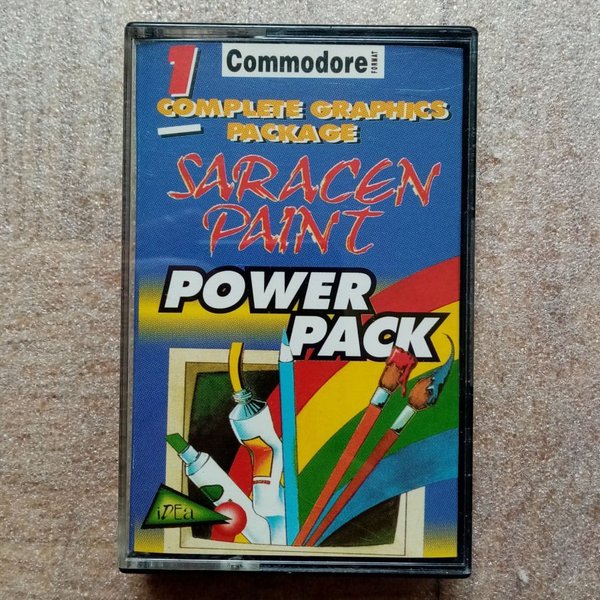 1
Commodore
FORMAT
COMPLETE GRAPHICS
PACKAGE
SARACEN
PAINT
POWER
PACK
iDEa